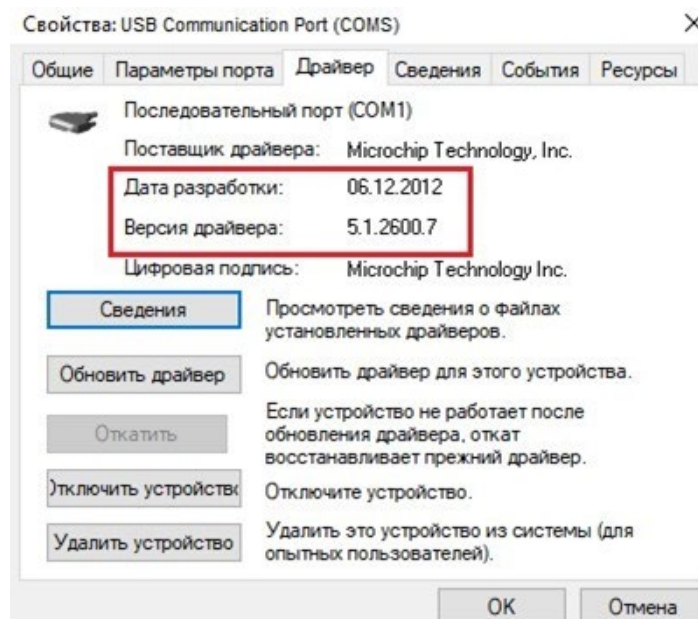 Свойства: USB Communication Port (COMS)
Общие Параметры порта Драйвер Сведения События Ресурсы
Последовательный порт (COM1)
Поставщик драйвера: Microchip Technology, Inc.
Дата разработки: 06.12.2012
Версия драйвера: 5.1.2600.7
Цифровая подпись: Microchip Technology Inc.
Сведения
Просмотреть сведения о файлах
установленных драйверов.
Обновить драйвер
Обновить драйвер для этого устройства.
Откатить
Если устройство не работает после
обновления драйвера, откат
восстанавливает прежний драйвер.
Отключить устройство
Отключите устройство.
Удалить устройство
Удалить это устройство из системы (для
опытных пользователей).
OK Отмена